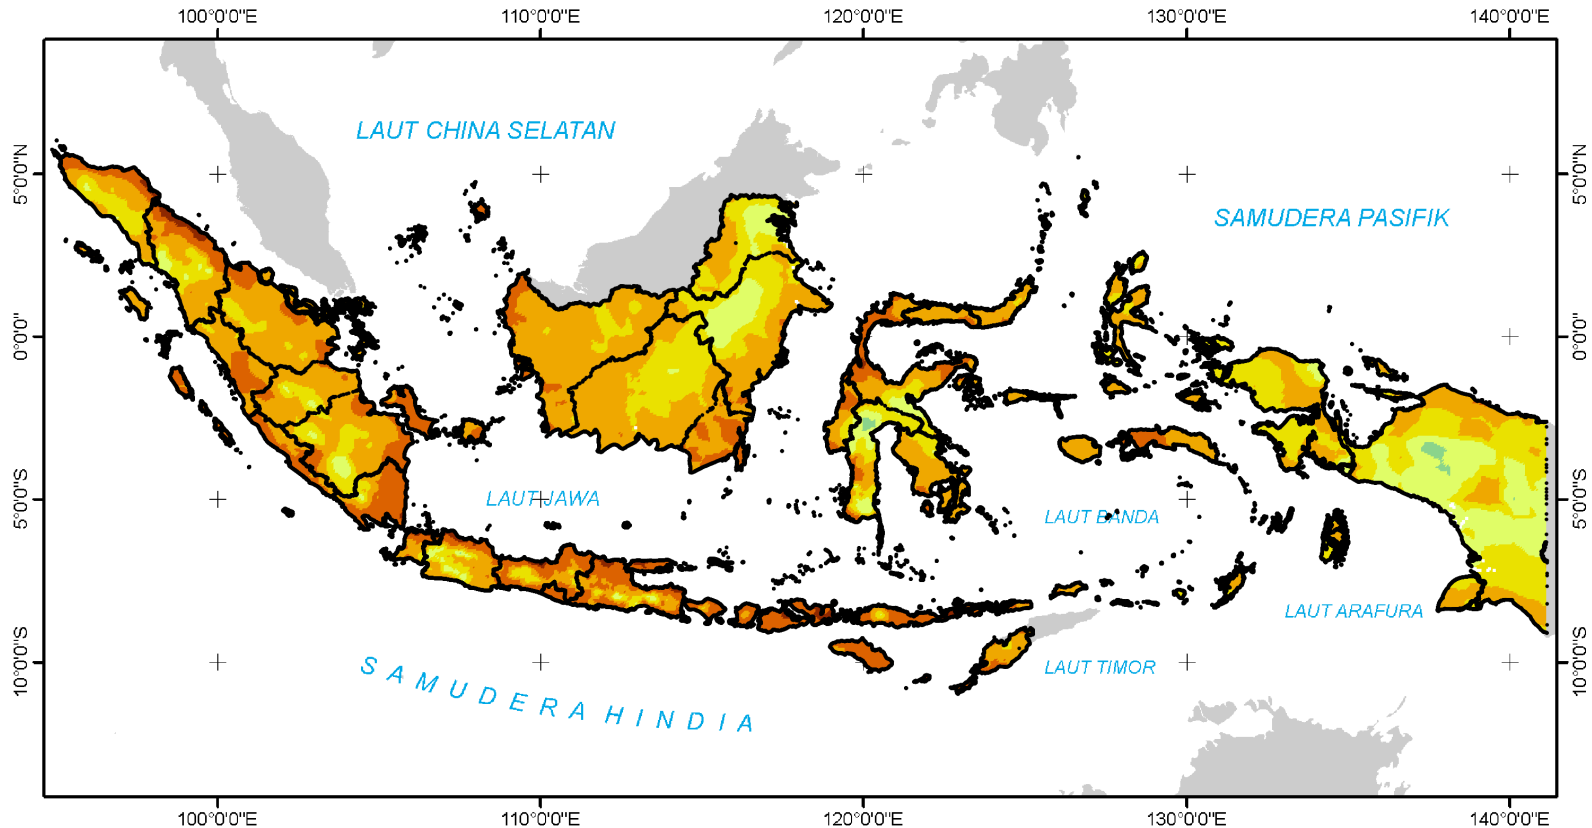 100°0'0"E 110°0'0"E 120°0'0"E 130°0'0"E 140°0'0"E
LAUT CHINA SELATAN
5°0'0"N 5°0'0"N
SAMUDERA PASIFIK
0°0'0" 0°0'0"
LAUT JAWA
5°0'0"S 5°0'0"S
LAUT BANDA
LAUT ARAFURA
10°0'0"S 10°0'0"S
LAUT TIMOR
SAMUDERA HINDIA
100°0'0"E 110°0'0"E 120°0'0"E 130°0'0"E 140°0'0"E